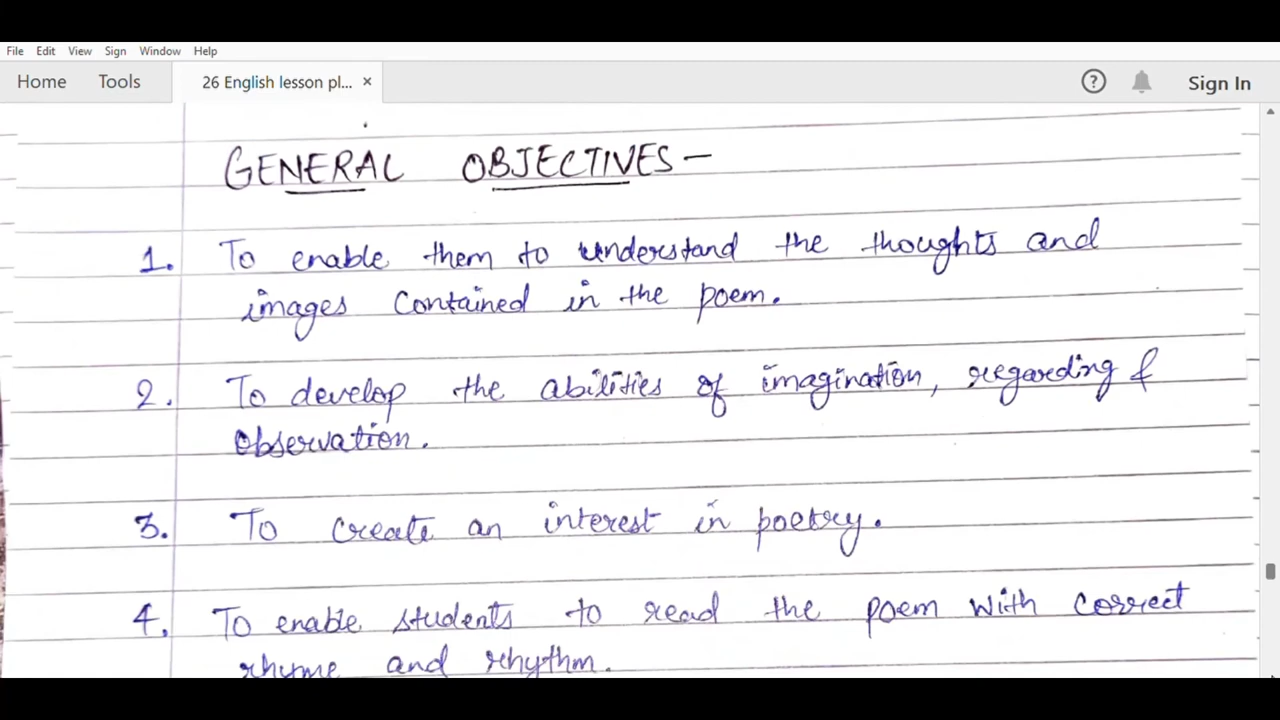 File Edit View Sign Window Help
Home Tools 26 English lesson pl... × ? Sign In
GENERAL OBJECTIVES –
1. To enable them to understand the thoughts and
images contained in the poem.
2. To develop the abilities of imagination, regarding &
observation.
3. To create an interest in poetry.
4. To enable students to read the poem with correct
rhyme and rhythm.